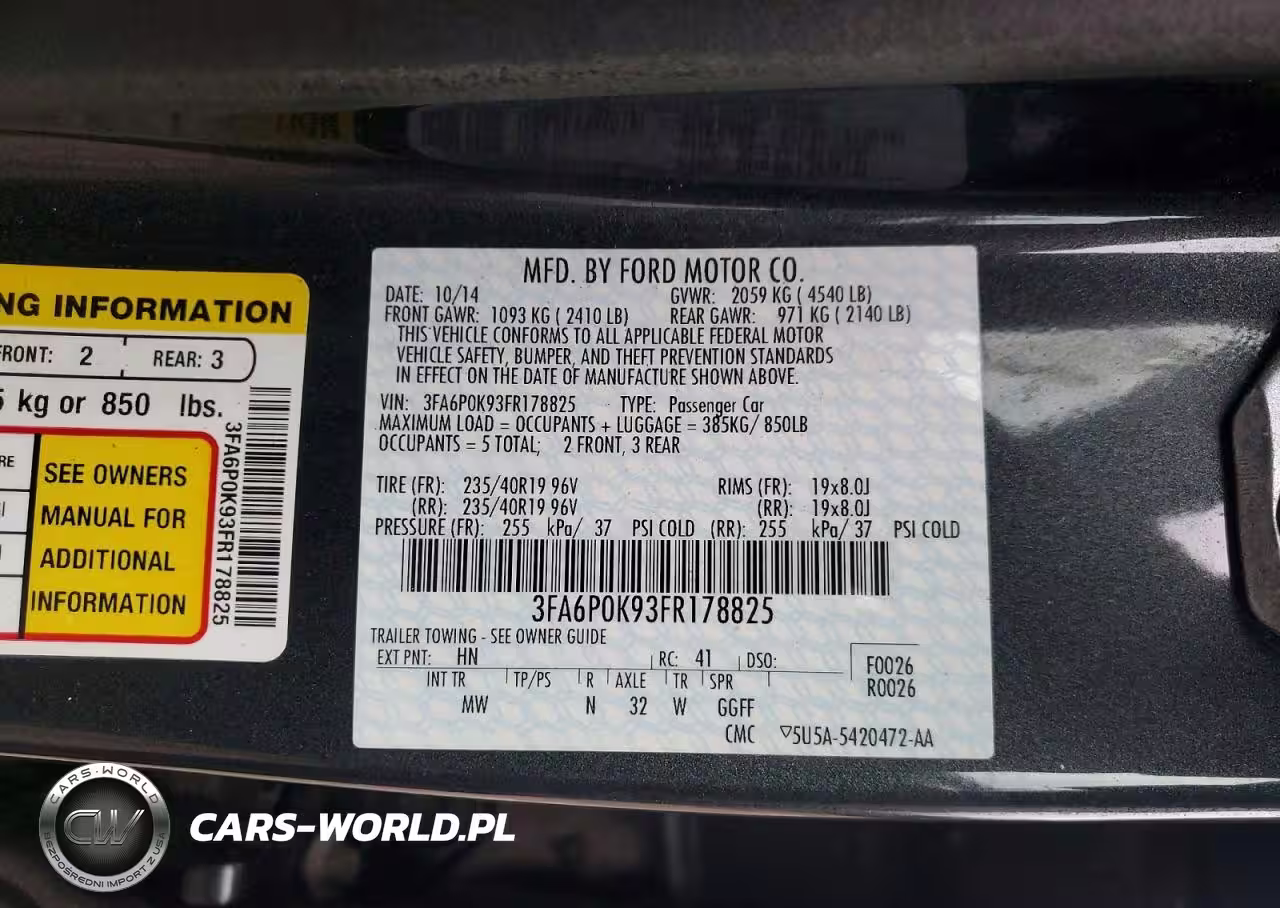 NG INFORMATION
FRONT: 2 REAR: 3
kg or 850 lbs.
SEE OWNERS
MANUAL FOR
ADDITIONAL
INFORMATION
3FA6P0K93FR178825
MFD. BY FORD MOTOR CO.
DATE: 10/14 GVWR: 2059 KG ( 4540 LB)
FRONT GAWR: 1093 KG ( 2410 LB) REAR GAWR: 971 KG ( 2140 LB)
THIS VEHICLE CONFORMS TO ALL APPLICABLE FEDERAL MOTOR
VEHICLE SAFETY, BUMPER, AND THEFT PREVENTION STANDARDS
IN EFFECT ON THE DATE OF MANUFACTURE SHOWN ABOVE.
VIN: 3FA6P0K93FR178825 TYPE: Passenger Car
MAXIMUM LOAD = OCCUPANTS + LUGGAGE = 385KG/ 850LB
OCCUPANTS = 5 TOTAL; 2 FRONT, 3 REAR
TIRE (FR): 235/40R19 96V RIMS (FR): 19x8.0J
(RR): 235/40R19 96V (RR): 19x8.0J
PRESSURE (FR): 255 kPa/ 37 PSI COLD (RR): 255 kPa/ 37 PSI COLD
3FA6P0K93FR178825
TRAILER TOWING - SEE OWNER GUIDE
EXT PNT: HN RC: 41 DSO:
F0026
R0026
INT TR TP/PS R AXLE TR SPR
MW N 32 W GGFF
CMC ▽5U5A-5420472-AA
CARS-WORLD
CW
BEZPOŚREDNI IMPORT Z USA
CARS-WORLD.PL